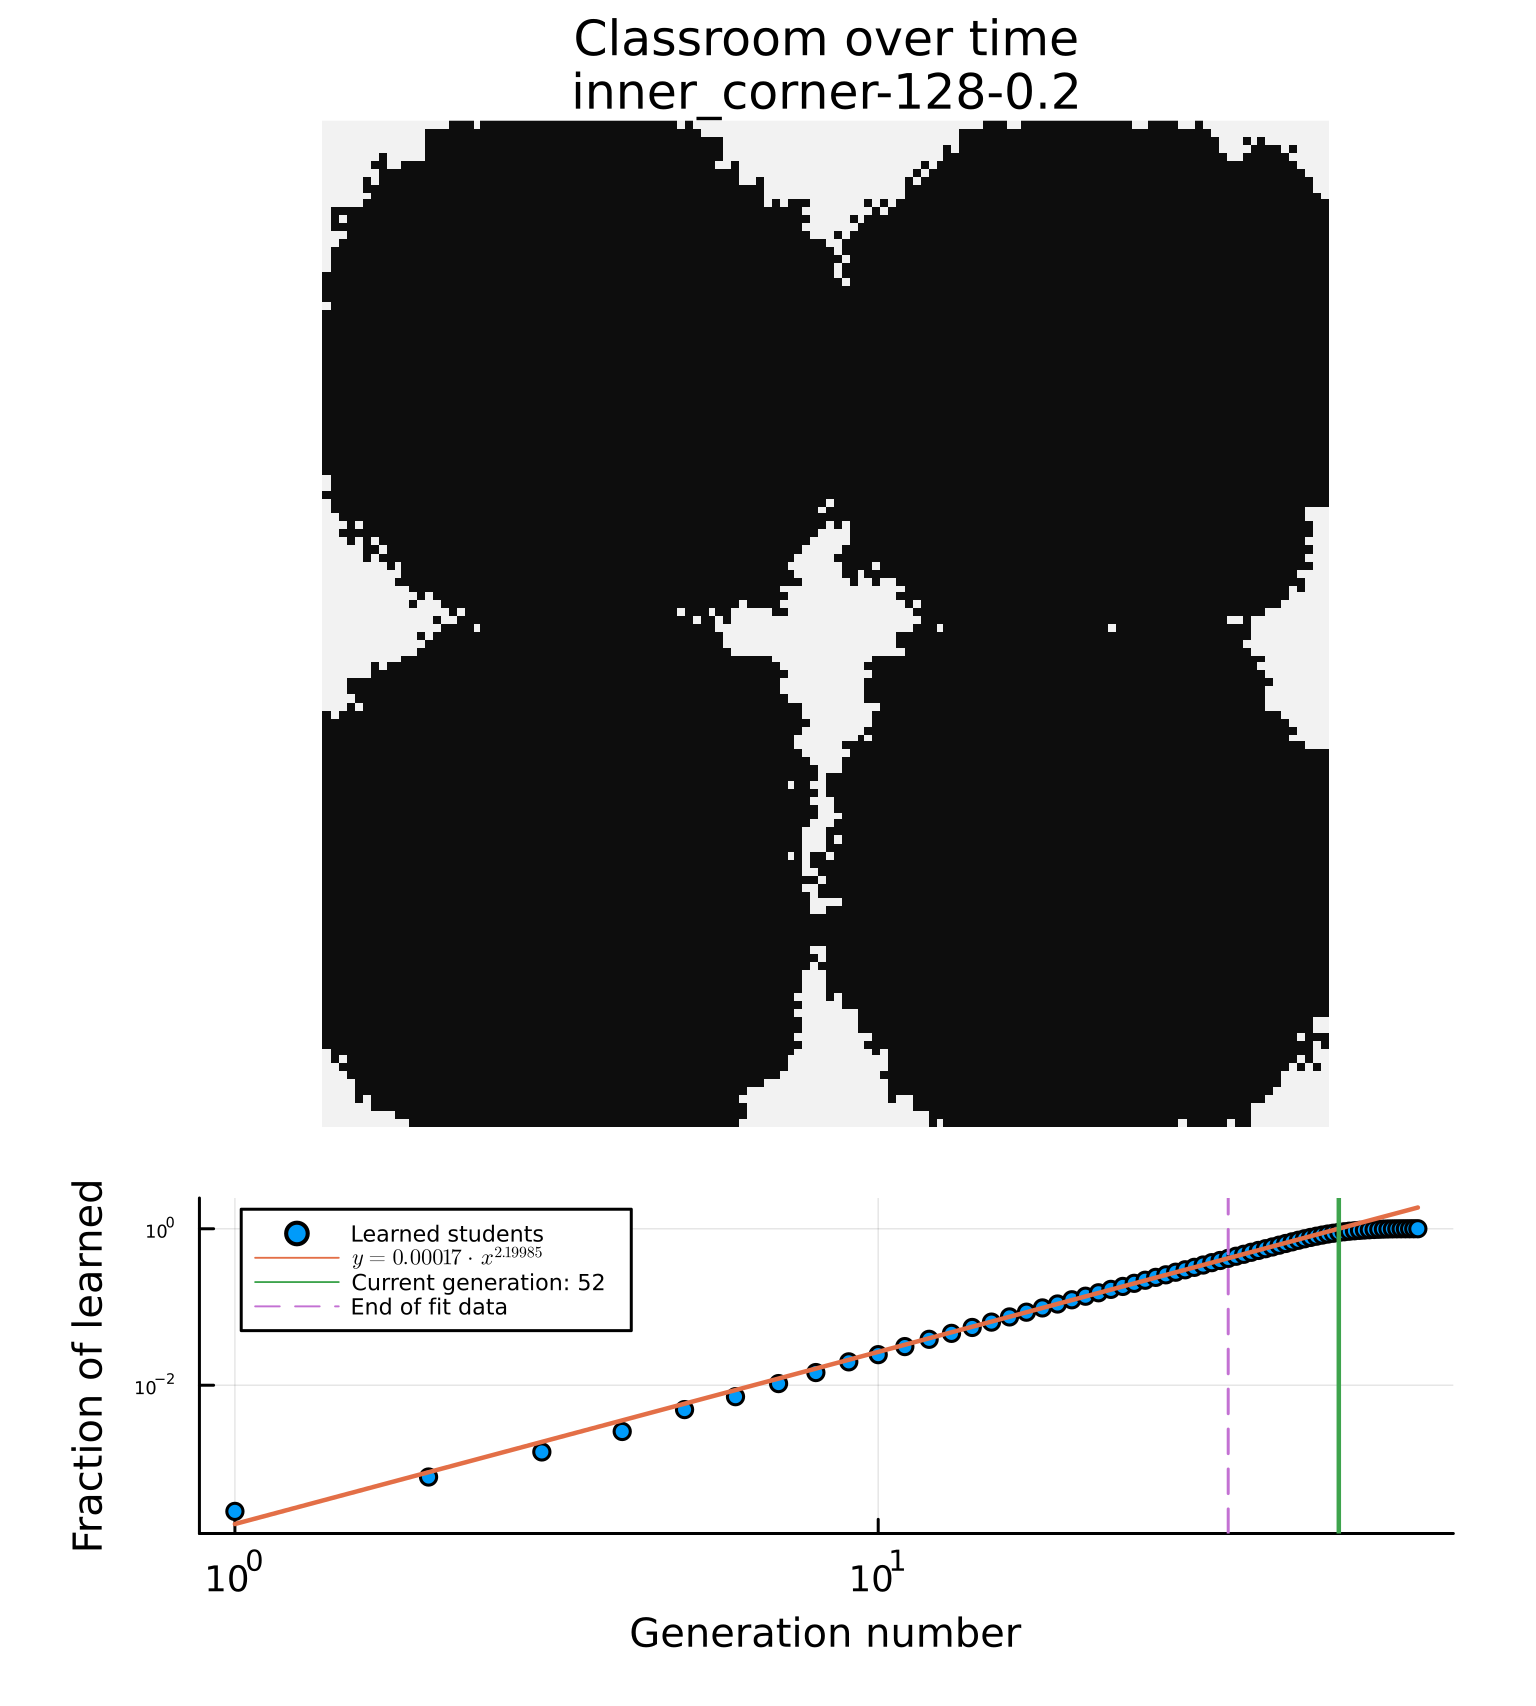 Classroom over time
inner_corner-128-0.2
Fraction of learned
10^0
10^-2
Learned students
y = 0.00017 · x^2.19985
Current generation: 52
End of fit data
10^0
10^1
Generation number